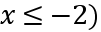 x ≤ −2)